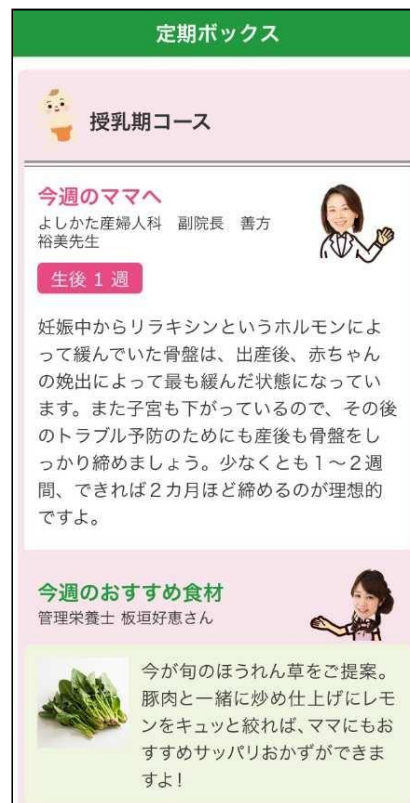 定期ボックス
授乳期コース
今週のママへ
よしかた産婦人科　副院長　善方
裕美先生
生後 1 週
妊娠中からリラキシンというホルモンによ
って緩んでいた骨盤は、出産後、赤ちゃん
の娩出によって最も緩んだ状態になってい
ます。また子宮も下がっているので、その後
のトラブル予防のためにも産後も骨盤をし
っかり締めましょう。少なくとも１～２週
間、できれば２カ月ほど締めるのが理想的
ですよ。
今週のおすすめ食材
管理栄養士 板垣好恵さん
今が旬のほうれん草をご提案。
豚肉と一緒に炒め仕上げにレモ
ンをキュッと絞れば、ママにもお
すすめサッパリおかずができま
すよ！